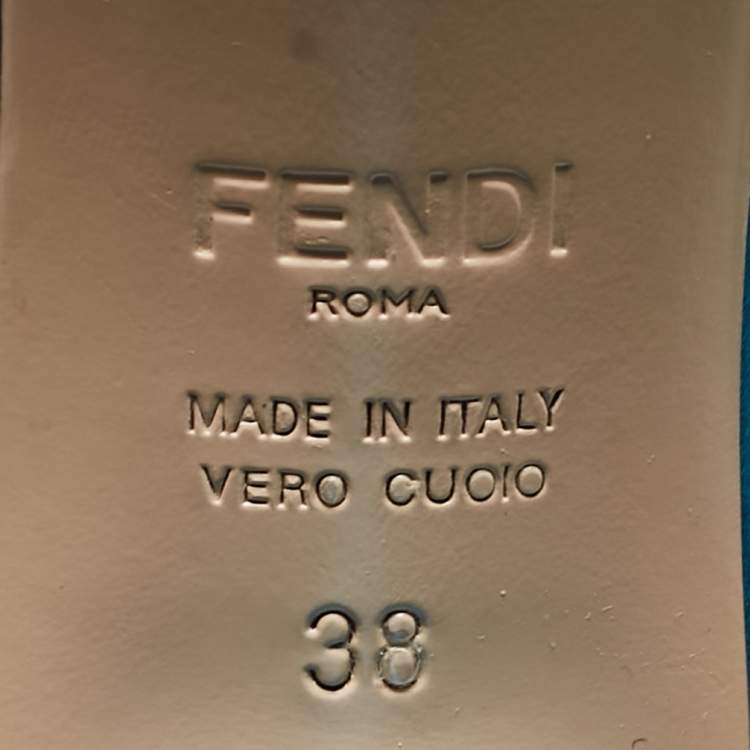 FENDI
ROMA
MADE IN ITALY
VERO CUOIO
38